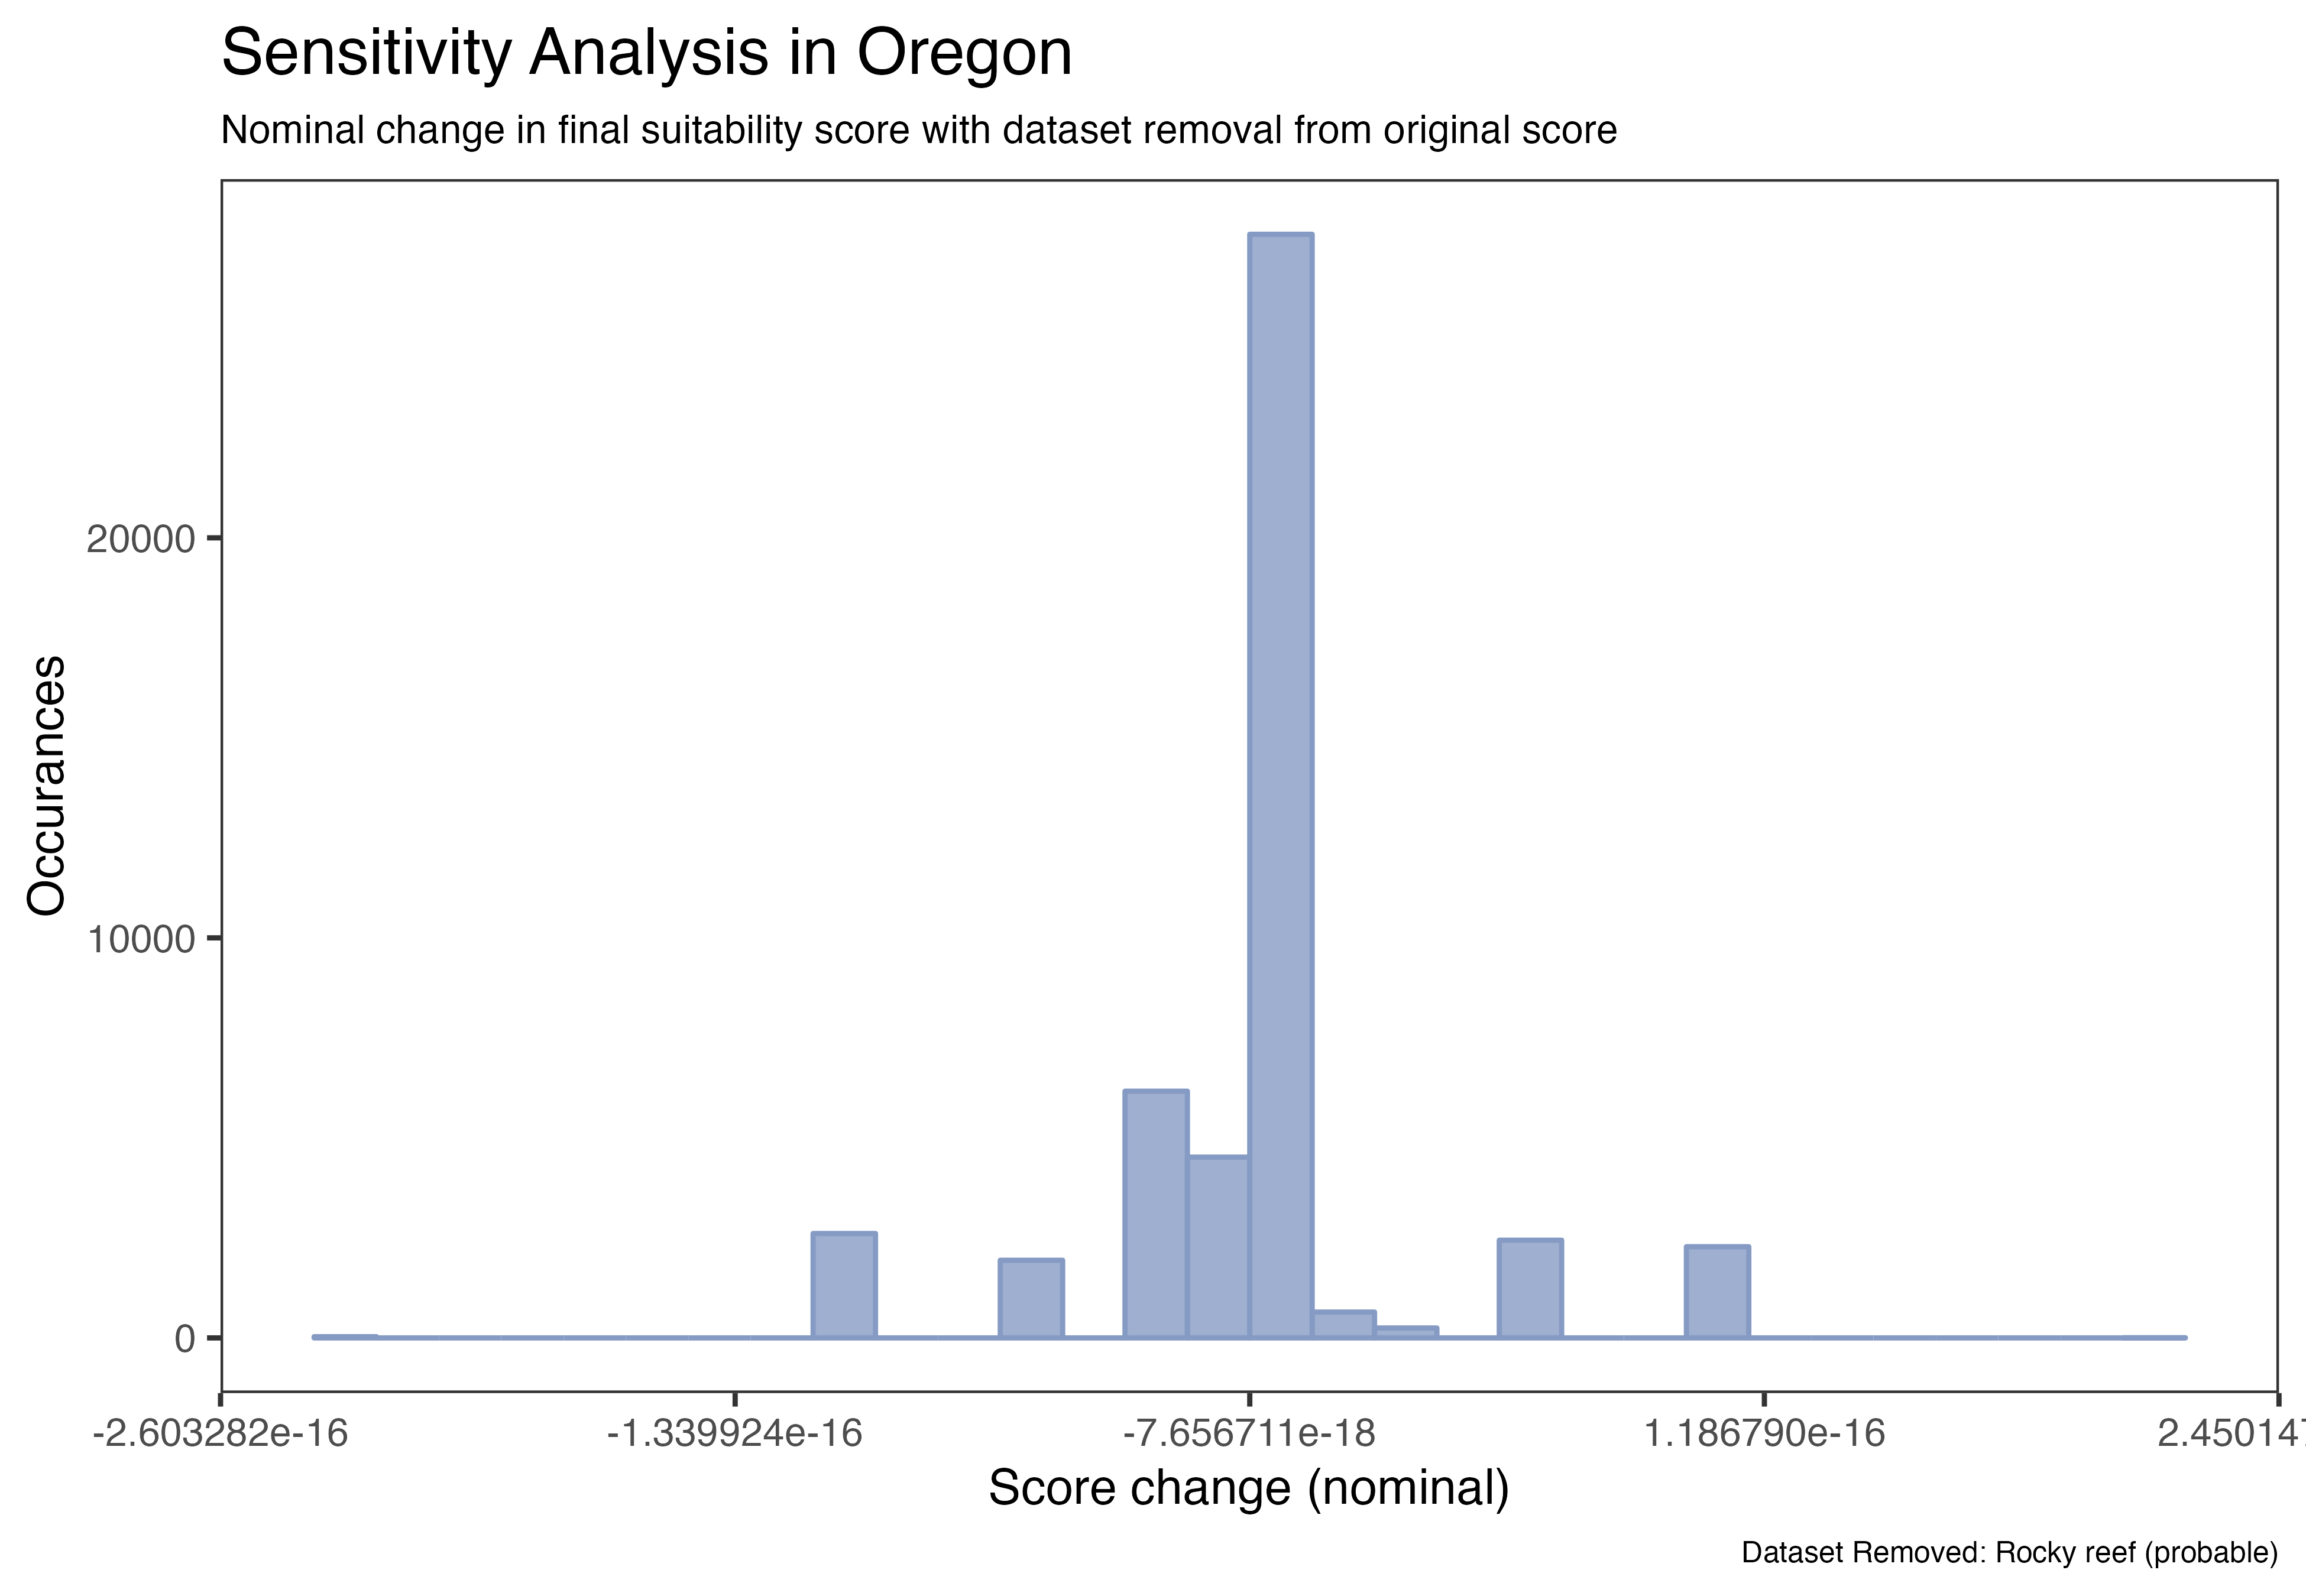 Sensitivity Analysis in Oregon
Nominal change in final suitability score with dataset removal from original score
Occurances
20000
10000
0
-2.603282e-16 -1.339924e-16 -7.656711e-18 1.186790e-16 2.45014
Score change (nominal)
Dataset Removed: Rocky reef (probable)